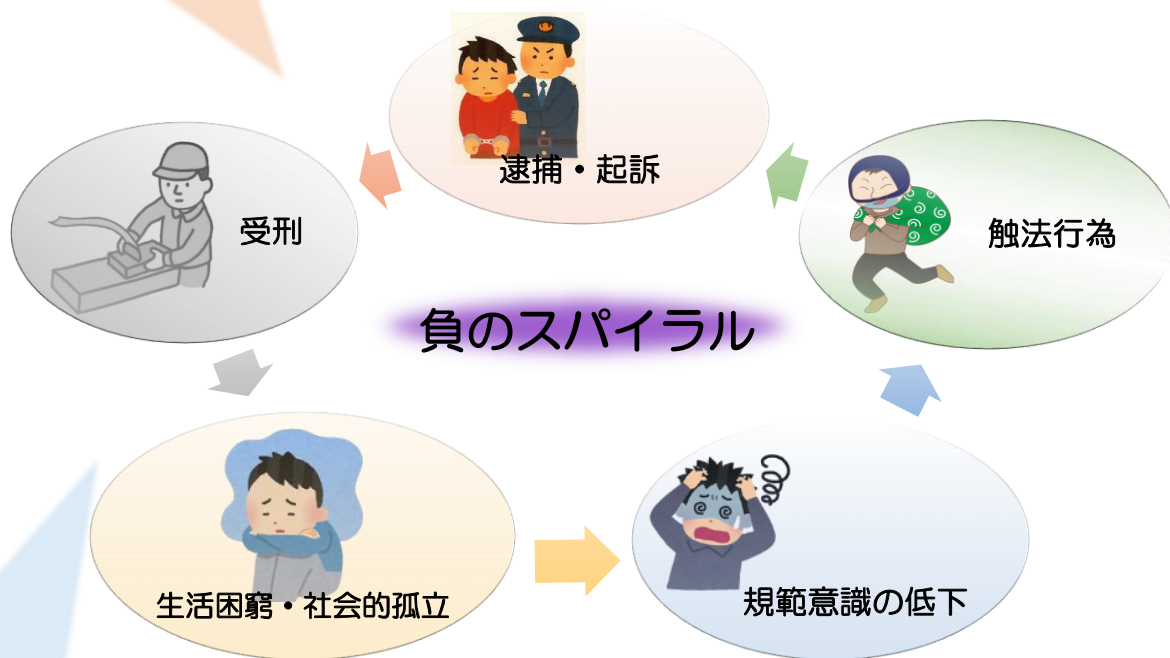 逮捕・起訴
受刑
触法行為
負のスパイラル
生活困窮・社会的孤立
規範意識の低下